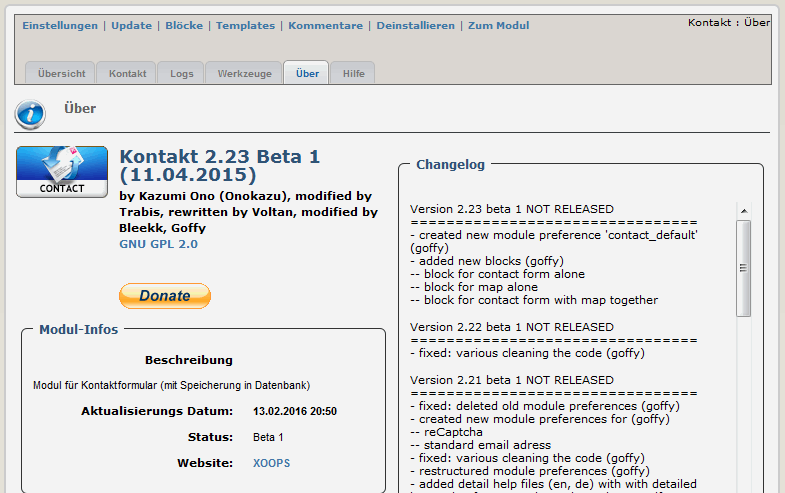 Einstellungen | Update | Blöcke | Templates | Kommentare | Deinstallieren | Zum Modul
Kontakt : Über
Übersicht Kontakt Logs Werkzeuge Über Hilfe
Über
CONTACT
Kontakt 2.23 Beta 1
(11.04.2015)
by Kazumi Ono (Onokazu), modified by
Trabis, rewritten by Voltan, modified by
Bleekk, Goffy
GNU GPL 2.0
Donate
Modul-Infos
Beschreibung
Modul für Kontaktformular (mit Speicherung in Datenbank)
Aktualisierungs Datum: 13.02.2016 20:50
Status: Beta 1
Website: XOOPS
Changelog
Version 2.23 beta 1 NOT RELEASED
=================================
- created new module preference 'contact_default'
(goffy)
- added new blocks (goffy)
-- block for contact form alone
-- block for map alone
-- block for contact form with map together
Version 2.22 beta 1 NOT RELEASED
=================================
- fixed: various cleaning the code (goffy)
Version 2.21 beta 1 NOT RELEASED
=================================
- fixed: deleted old module preferences (goffy)
- created new module preferences for (goffy)
-- reCaptcha
-- standard email adress
- fixed: various cleaning the code (goffy)
- restructured module preferences (goffy)
- added detail help files (en, de) with with detailed